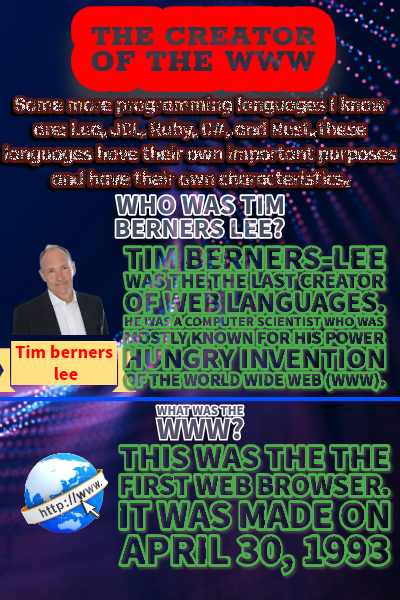 THE CREATOR
OF THE WWW
Some more programming languages I know
are Lua, JCL, Ruby, C#, and Rust. these
languages have their own important purposes
and have their own characteristics.
WHO WAS TIM
BERNERS LEE?
TIM BERNERS-LEE
WAS THE THE LAST CREATOR
OF WEB LANGUAGES.
HE WAS A COMPUTER SCIENTIST WHO WAS
MOSTLY KNOWN FOR HIS POWER
HUNGRY INVENTION
OF THE WORLD WIDE WEB (WWW).
Tim berners
lee
WHAT WAS THE
WWW?
THIS WAS THE THE
FIRST WEB BROWSER.
IT WAS MADE ON
APRIL 30, 1993
http://www.